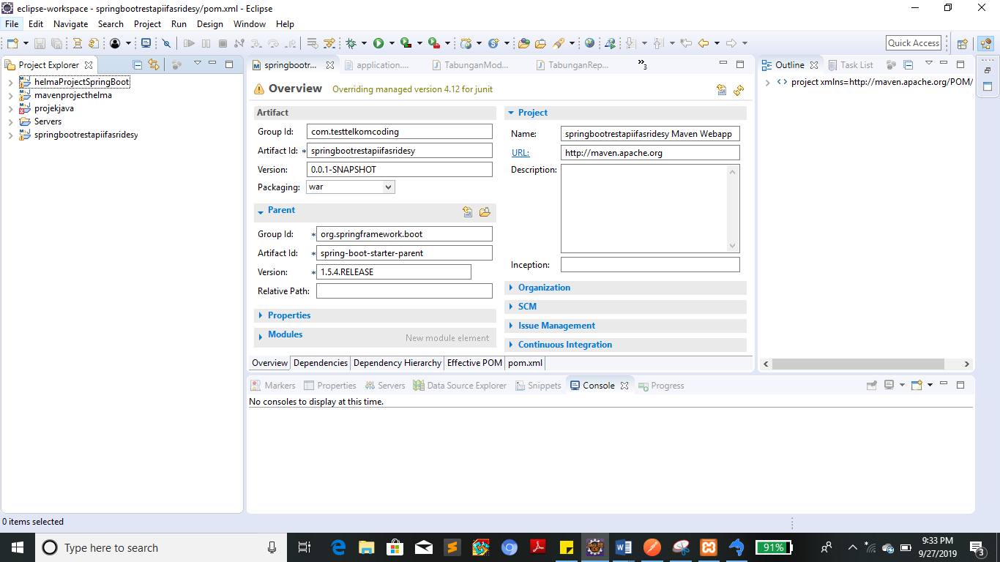 eclipse-workspace - springbootrestapiifasridesy/pom.xml - Eclipse
File Edit Navigate Search Project Run Design Window Help
Quick Access
Project Explorer
helmaProjectSpringBoot
mavenprojecthelma
projekjava
Servers
springbootrestapiifasridesy
springbootr...
application....
TabunganMod...
TabunganRep...
»3
Overview
Overriding managed version 4.12 for junit
Artifact
Group Id: com.testtelkomcoding
Artifact Id: * springbootrestapiifasridesy
Version: 0.0.1-SNAPSHOT
Packaging: war
Parent
Group Id: * org.springframework.boot
Artifact Id: * spring-boot-starter-parent
Version: * 1.5.4.RELEASE
Relative Path:
Properties
Modules
New module element
Project
Name: springbootrestapiifasridesy Maven Webapp
URL: http://maven.apache.org
Description:
Inception:
Organization
SCM
Issue Management
Continuous Integration
Overview Dependencies Dependency Hierarchy Effective POM pom.xml
Outline Task List
project xmlns=http://maven.apache.org/POM/
Markers Properties Servers Data Source Explorer Snippets Console Progress
No consoles to display at this time.
0 items selected
Type here to search
91%
9:33 PM
9/27/2019
3